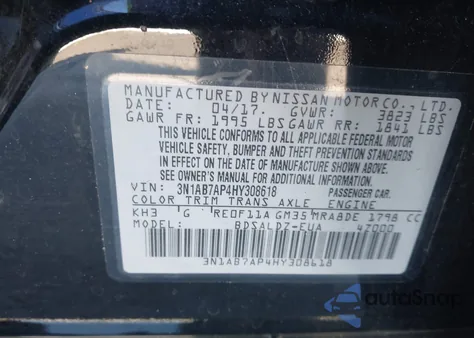 MANUFACTURED BY NISSAN MOTOR CO., LTD.
DATE: 04/17. GVWR: 3823 LBS
GAWR FR: 1995 LBS GAWR RR: 1841 LBS
THIS VEHICLE CONFORMS TO ALL APPLICABLE FEDERAL MOTOR
VEHICLE SAFETY, BUMPER AND THEFT PREVENTION STANDARDS
IN EFFECT ON THE DATE OF MANUFACTURE SHOWN ABOVE.
*SEE OWNER'S MANUAL FOR ADDITIONAL INFORMATION.
VIN: 3N1AB7AP4HY308618 PASSENGER CAR.
COLOR TRIM TRANS AXLE ENGINE
KH3 G RE0F11A GM35 MRA8DE 1798 CC
MODEL: BDSALDZ-EUA 4Z000
3N1AB7AP4HY308618
autoSnap